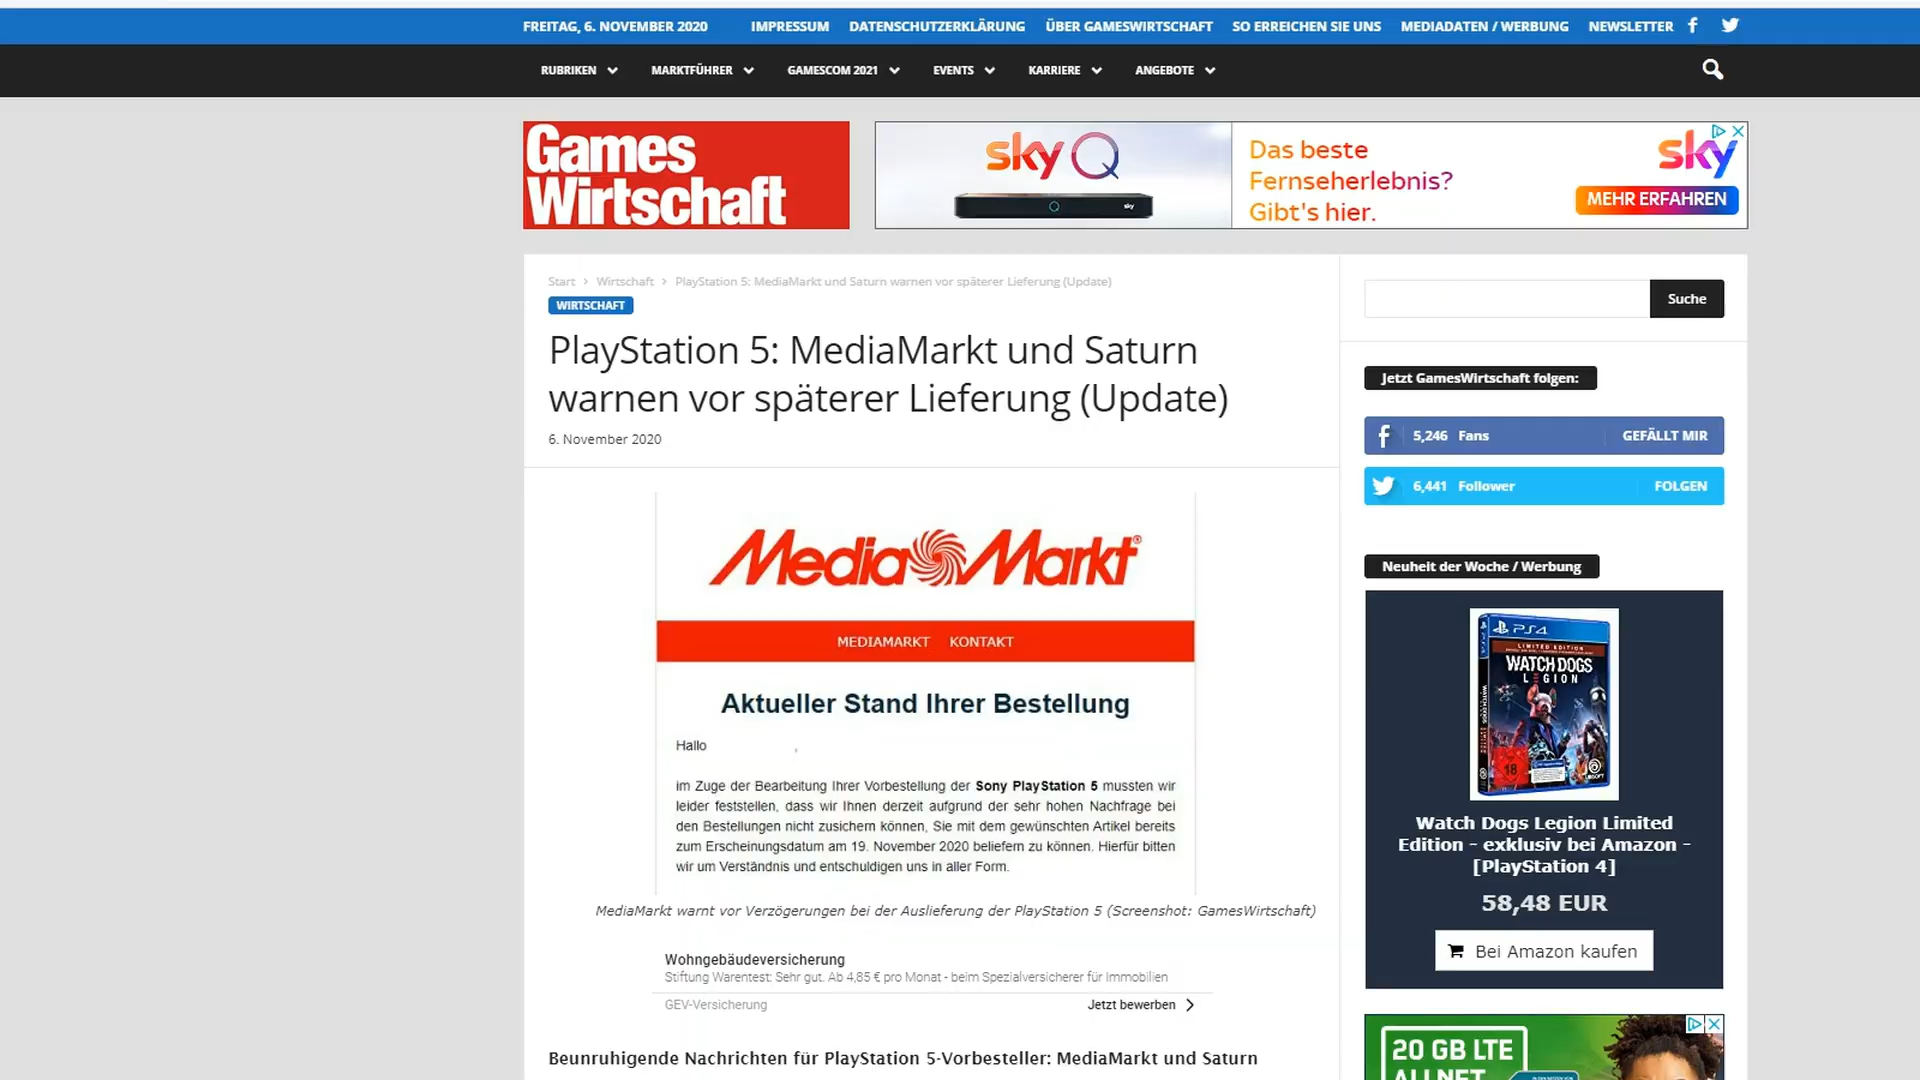 FREITAG, 6. NOVEMBER 2020 IMPRESSUM DATENSCHUTZERKLÄRUNG ÜBER GAMESWIRTSCHAFT SO ERREICHEN SIE UNS MEDIADATEN / WERBUNG NEWSLETTER
RUBRIKEN MARKTFÜHRER GAMESCOM 2021 EVENTS KARRIERE ANGEBOTE
Games
Wirtschaft
sky Q
sky
Das beste
Fernseherlebnis?
Gibt's hier.
sky
MEHR ERFAHREN
Start > Wirtschaft > PlayStation 5: MediaMarkt und Saturn warnen vor späterer Lieferung (Update)
WIRTSCHAFT
PlayStation 5: MediaMarkt und Saturn
warnen vor späterer Lieferung (Update)
6. November 2020
MediaMarkt®
MEDIAMARKT KONTAKT
Aktueller Stand Ihrer Bestellung
Hallo ,
im Zuge der Bearbeitung Ihrer Vorbestellung der Sony PlayStation 5 mussten wir
leider feststellen, dass wir Ihnen derzeit aufgrund der sehr hohen Nachfrage bei
den Bestellungen nicht zusichern können, Sie mit dem gewünschten Artikel bereits
zum Erscheinungsdatum am 19. November 2020 beliefern zu können. Hierfür bitten
wir um Verständnis und entschuldigen uns in aller Form.
MediaMarkt warnt vor Verzögerungen bei der Auslieferung der PlayStation 5 (Screenshot: GamesWirtschaft)
Wohngebäudeversicherung
Stiftung Warentest: Sehr gut. Ab 4,85 € pro Monat - beim Spezialversicherer für Immobilien
GEV-Versicherung Jetzt bewerben
Beunruhigende Nachrichten für PlayStation 5-Vorbesteller: MediaMarkt und Saturn
Suche
Jetzt GamesWirtschaft folgen:
5,246 Fans GEFÄLLT MIR
6,441 Follower FOLGEN
Neuheit der Woche / Werbung
PS4
LIMITED EDITION
WATCH DOGS
LEGION
18
UBISOFT
Watch Dogs Legion Limited
Edition - exklusiv bei Amazon -
[PlayStation 4]
58,48 EUR
Bei Amazon kaufen
20 GB LTE
ALLNET